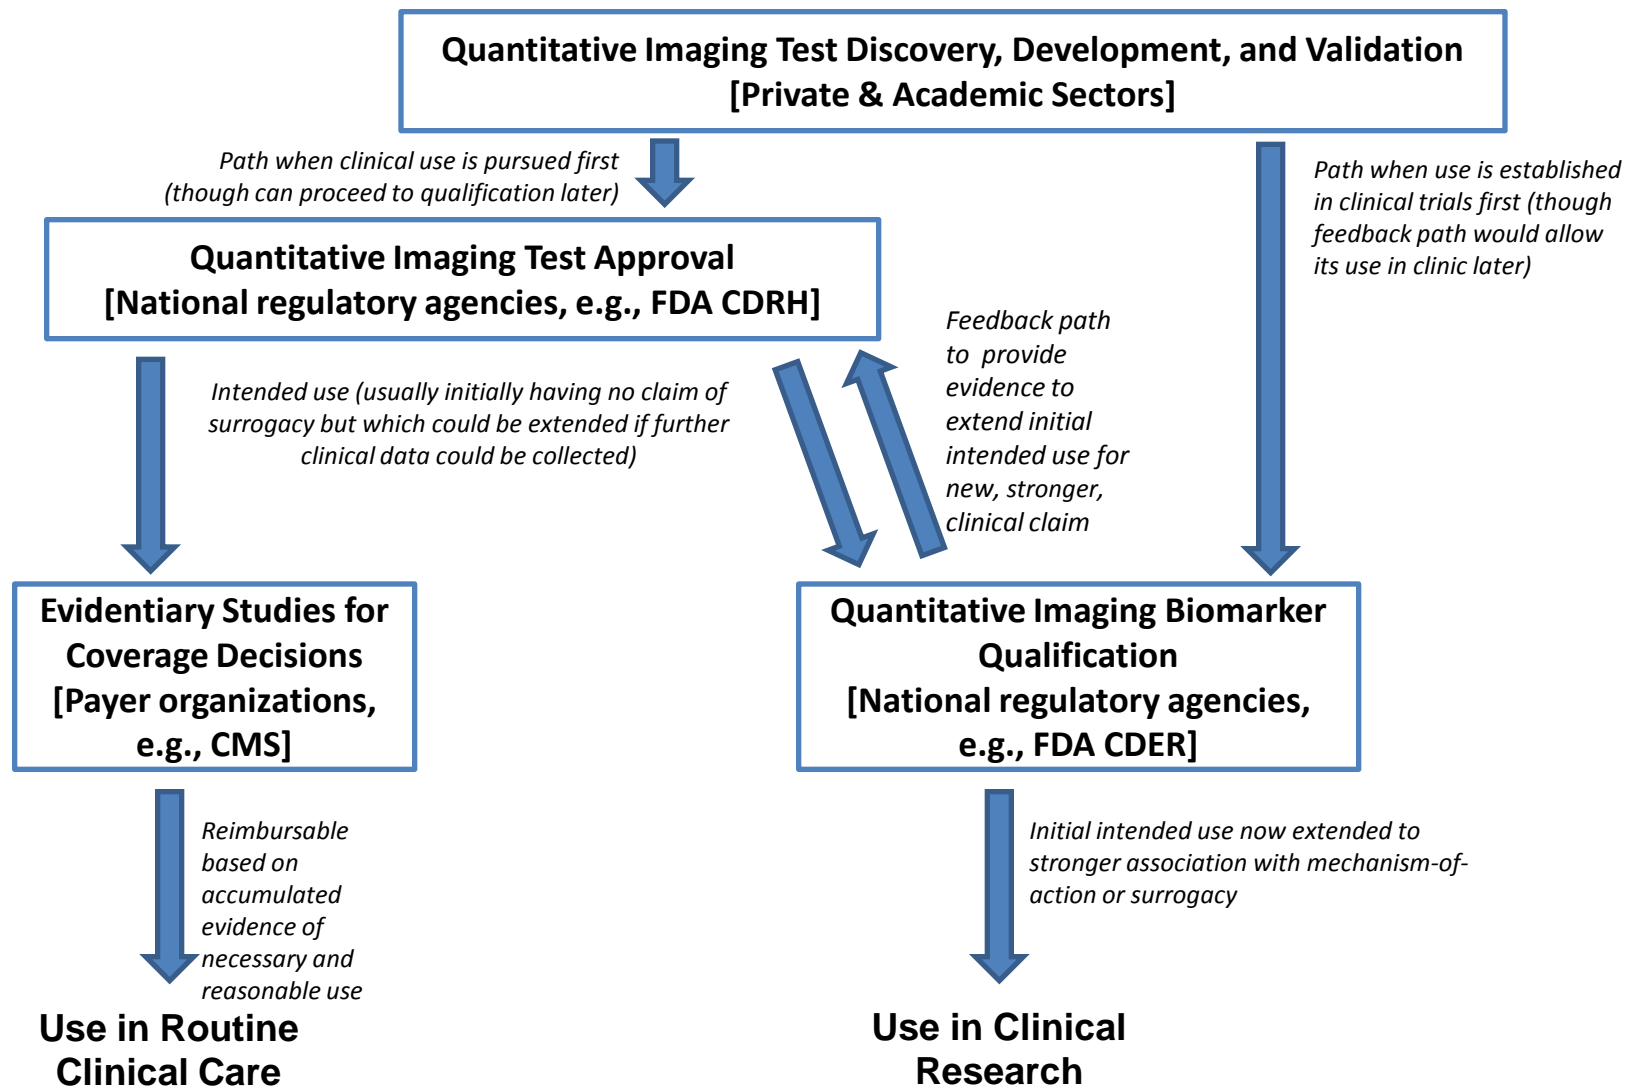 Quantitative Imaging Test Discovery, Development, and Validation
[Private & Academic Sectors]
Path when clinical use is pursued first
(though can proceed to qualification later)
Path when use is established
in clinical trials first (though
feedback path would allow
its use in clinic later)
Quantitative Imaging Test Approval
[National regulatory agencies, e.g., FDA CDRH]
Intended use (usually initially having no claim of
surrogacy but which could be extended if further
clinical data could be collected)
Feedback path
to provide
evidence to
extend initial
intended use for
new, stronger,
clinical claim
Evidentiary Studies for
Coverage Decisions
[Payer organizations,
e.g., CMS]
Quantitative Imaging Biomarker
Qualification
[National regulatory agencies,
e.g., FDA CDER]
Reimbursable
based on
accumulated
evidence of
necessary and
reasonable use
Initial intended use now extended to
stronger association with mechanism-of-
action or surrogacy
Use in Routine
Clinical Care
Use in Clinical
Research